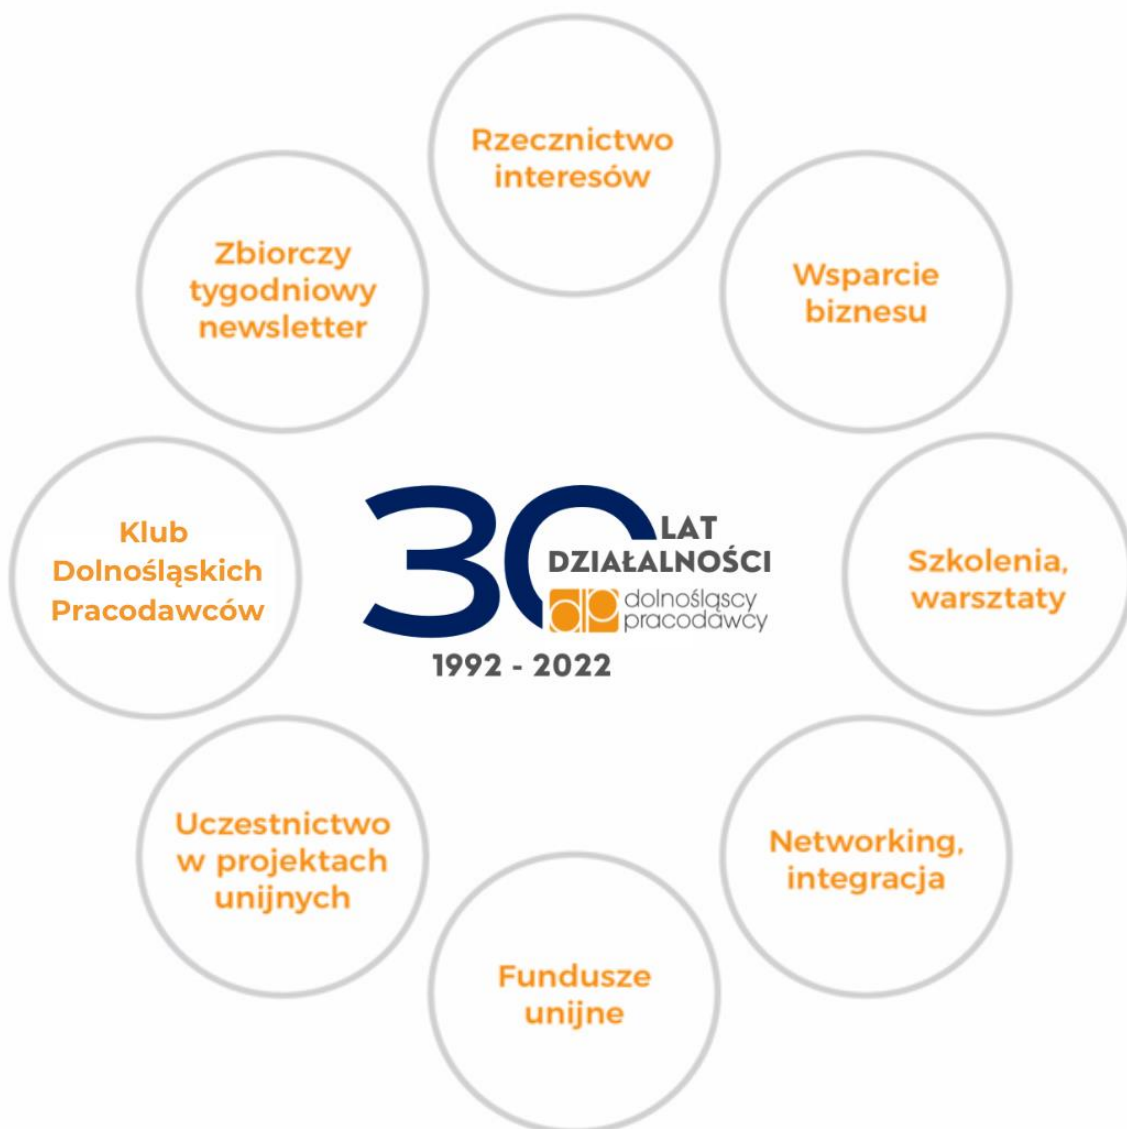 Rzecznictwo
interesów
Wsparcie
biznesu
Szkolenia,
warsztaty
Networking,
integracja
Fundusze
unijne
Uczestnictwo
w projektach
unijnych
Klub
Dolnośląskich
Pracodawców
Zbiorczy
tygodniowy
newsletter
30 LAT
DZIAŁALNOŚCI
dp dolnośląscy
pracodawcy
1992 - 2022